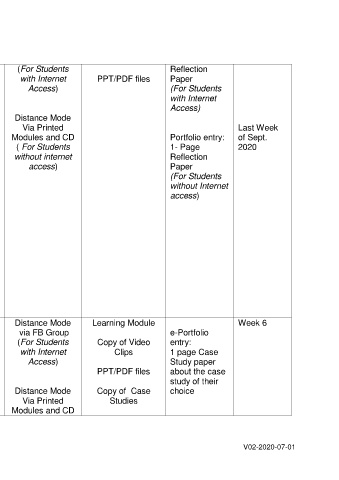 (For Students
with Internet
Access)
Distance Mode
Via Printed
Modules and CD
( For Students
without internet
access)
PPT/PDF files
Reflection
Paper
(For Students
with Internet
Access)
Portfolio entry:
1- Page
Reflection
Paper
(For Students
without Internet
access)
Last Week
of Sept.
2020
Distance Mode
via FB Group
(For Students
with Internet
Access)
Distance Mode
Via Printed
Modules and CD
Learning Module
Copy of Video
Clips
PPT/PDF files
Copy of Case
Studies
e-Portfolio
entry:
1 page Case
Study paper
about the case
study of their
choice
Week 6
V02-2020-07-01